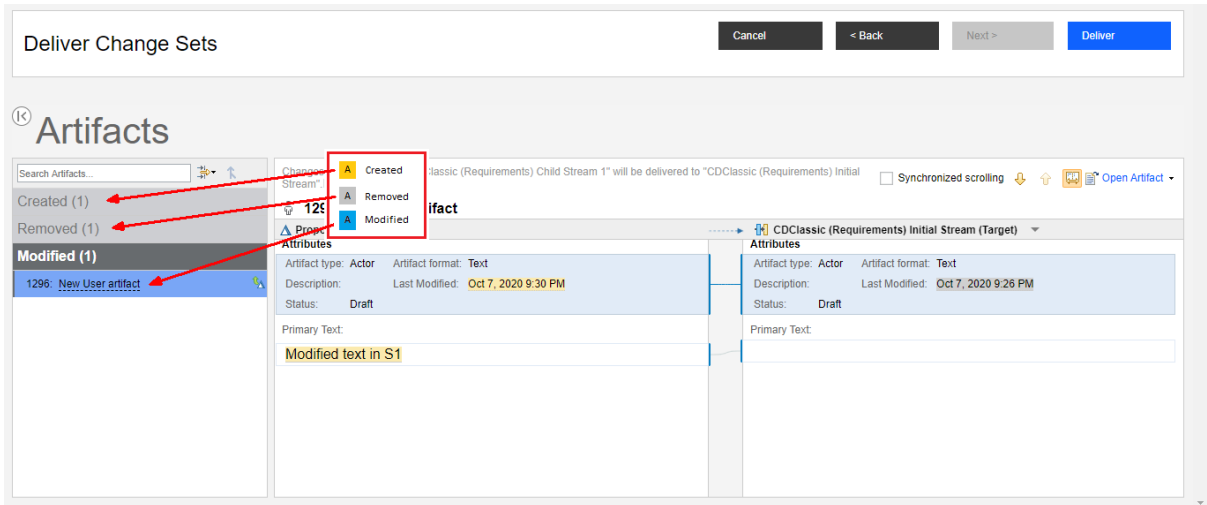 Deliver Change Sets
Cancel
< Back
Next >
Deliver
Artifacts
Search Artifacts...
Created (1)
Removed (1)
Modified (1)
1296: New User artifact
A Created
A Removed
A Modified
Changes lassic (Requirements) Child Stream 1" will be delivered to "CDClassic (Requirements) Initial
Stream".
Synchronized scrolling
Open Artifact
129 ifact
Prope
CDClassic (Requirements) Initial Stream (Target)
Attributes
Artifact type: Actor Artifact format: Text
Description: Last Modified: Oct 7, 2020 9:30 PM
Status: Draft
Primary Text:
Modified text in S1
Attributes
Artifact type: Actor Artifact format: Text
Description: Last Modified: Oct 7, 2020 9:26 PM
Status: Draft
Primary Text: